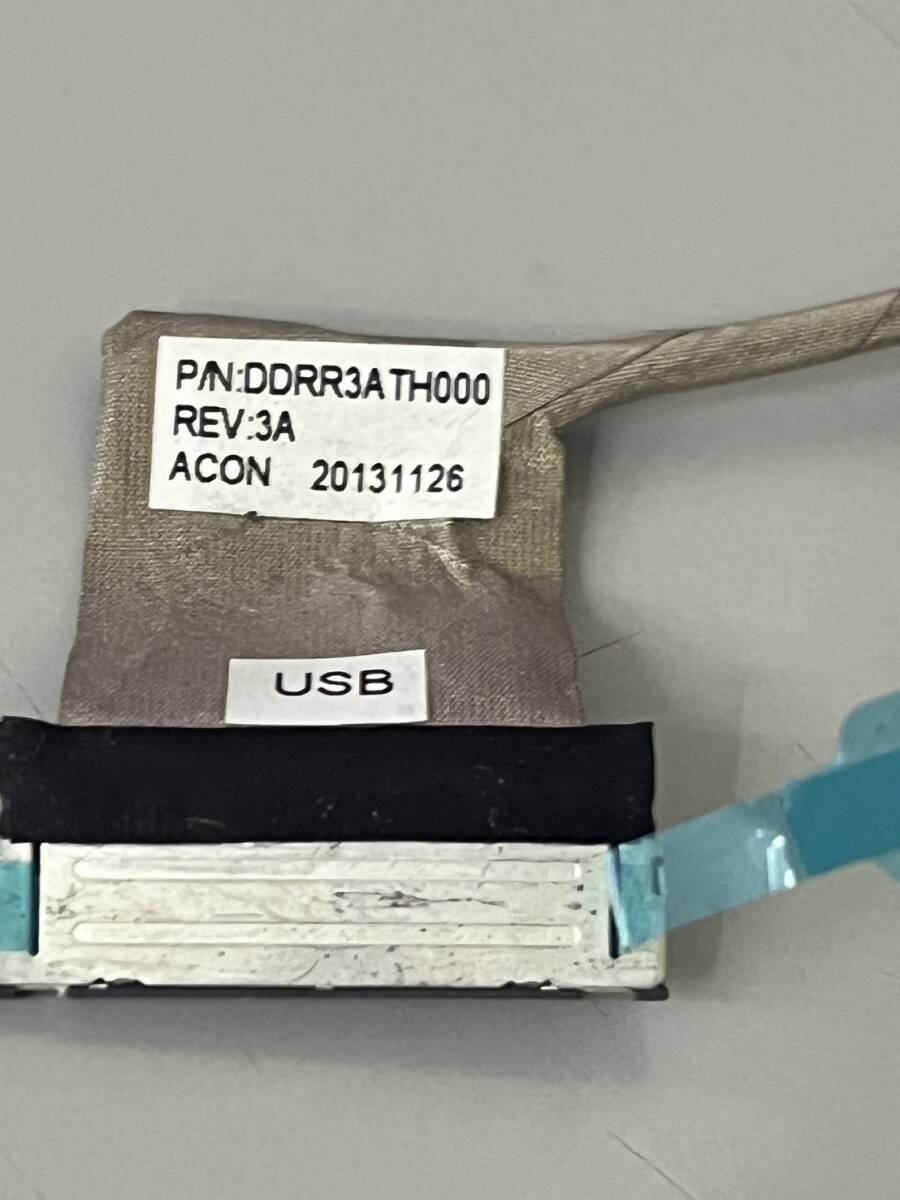 P/N:DDRR3ATH000
REV:3A
ACON 20131126
USB